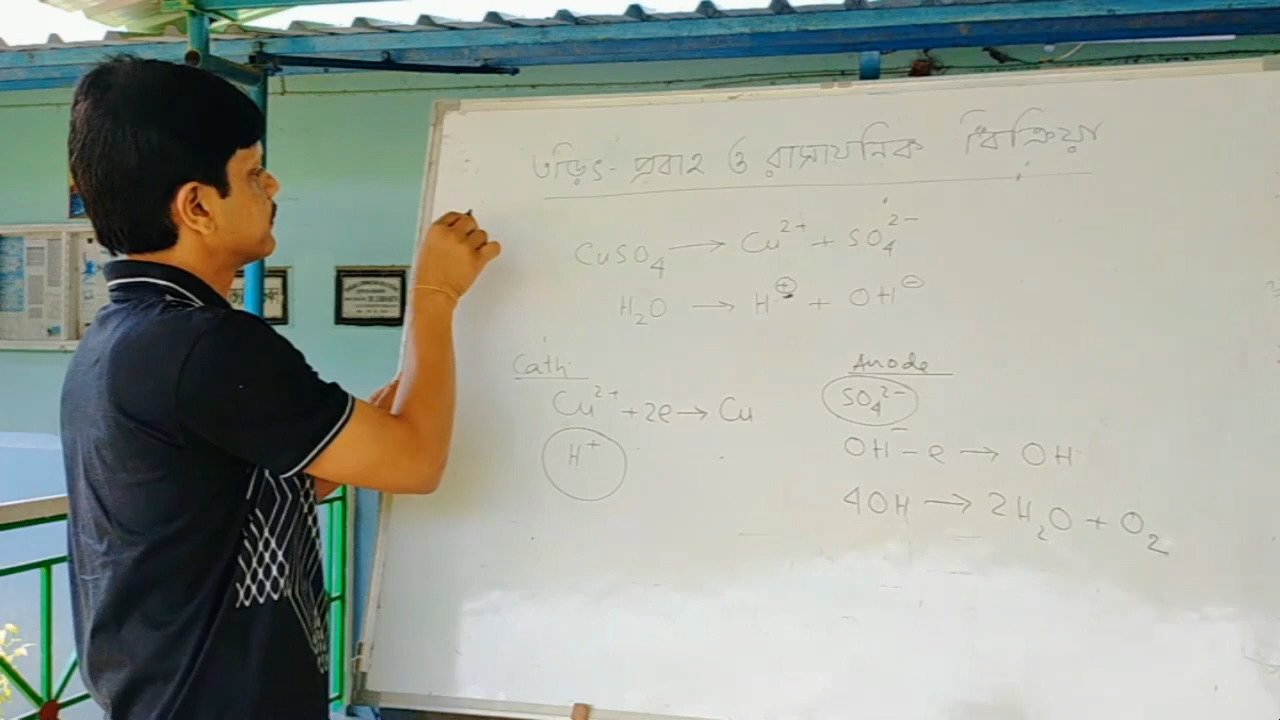 তড়িৎ-প্রবাহ ও রাসায়নিক বিক্রিয়া
CuSO₄ → Cu²⁺ + SO₄²⁻
H₂O → H⊕ + OH⊖
Cath.
Cu²⁺ + 2e → Cu
H⁺
Anode
SO₄²⁻
OH⁻ - e → OH
4OH → 2H₂O + O₂